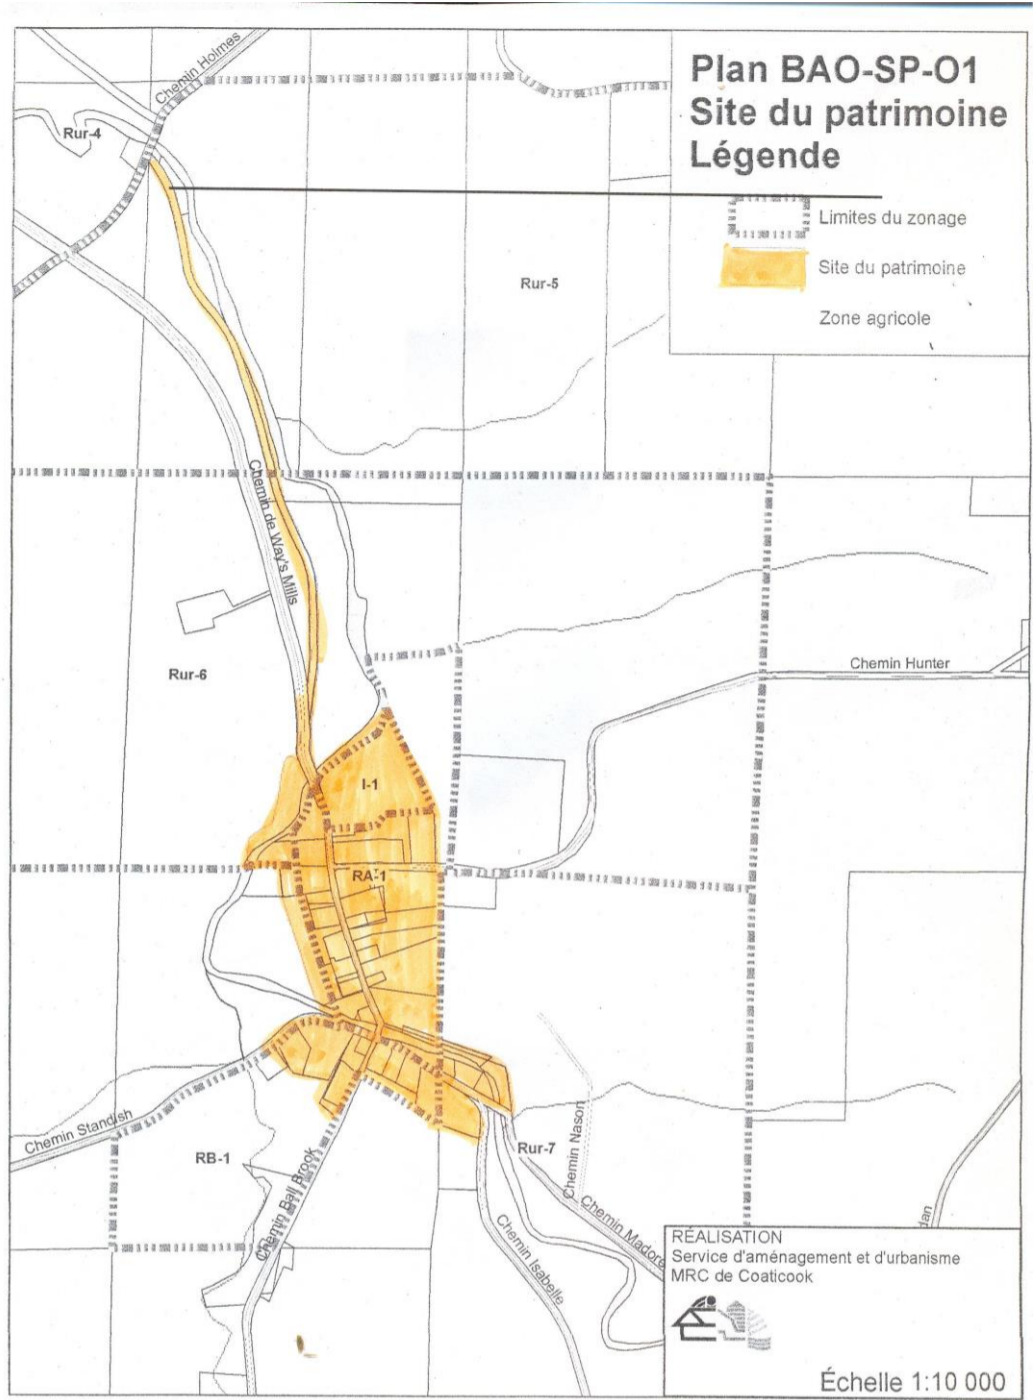 Plan BAO-SP-O1
Site du patrimoine
Légende
Limites du zonage
Site du patrimoine
Zone agricole
Chemin Holmes
Rur-4
Rur-5
Chemin de Way's Mills
Rur-6
Chemin Hunter
I-1
RA-1
Chemin Standish
RB-1
Chemin Ball Brook
Rur-7
Chemin Nason
Chemin Isabelle
Chemin Madore
dan
RÉALISATION
Service d'aménagement et d'urbanisme
MRC de Coaticook
Échelle 1:10 000